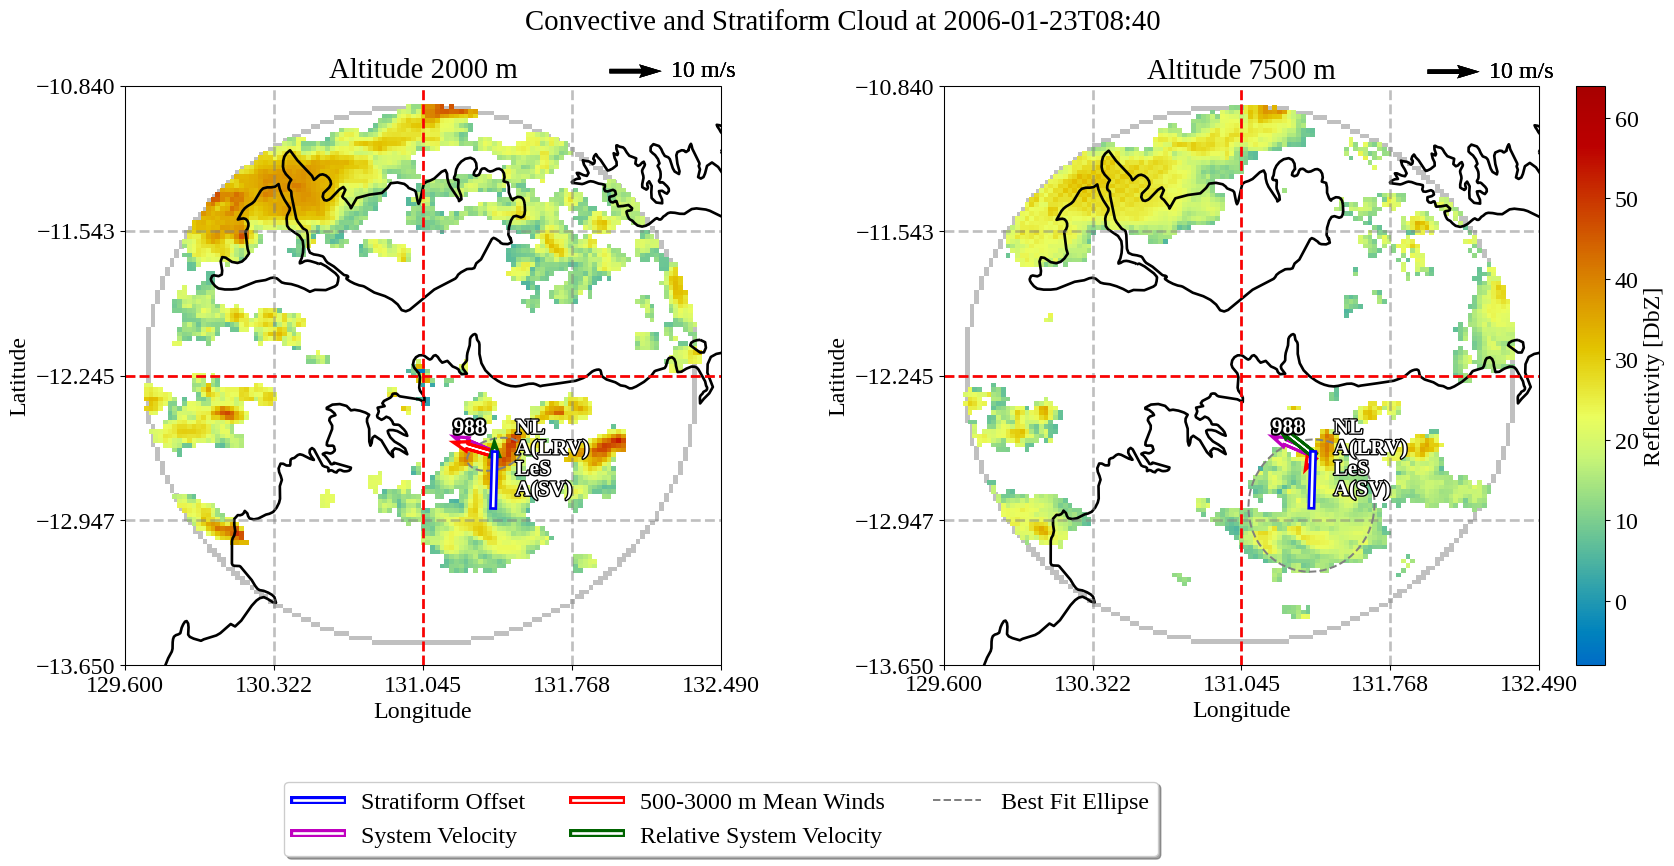 Convective and Stratiform Cloud at 2006-01-23T08:40
Altitude 2000 m
10 m/s
Altitude 7500 m
10 m/s
−10.840
−11.543
−12.245
−12.947
−13.650
Latitude
129.600
130.322
131.045
131.768
132.490
Longitude
988
NL
A(LRV)
LeS
A(SV)
−10.840
−11.543
−12.245
−12.947
−13.650
Latitude
129.600
130.322
131.045
131.768
132.490
Longitude
988
NL
A(LRV)
LeS
A(SV)
60
50
40
30
20
10
0
Reflectivity [DbZ]
Stratiform Offset
System Velocity
500-3000 m Mean Winds
Relative System Velocity
Best Fit Ellipse